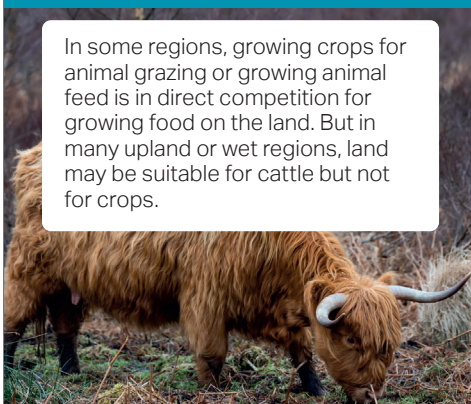 In some regions, growing crops for
animal grazing or growing animal
feed is in direct competition for
growing food on the land. But in
many upland or wet regions, land
may be suitable for cattle but not
for crops.